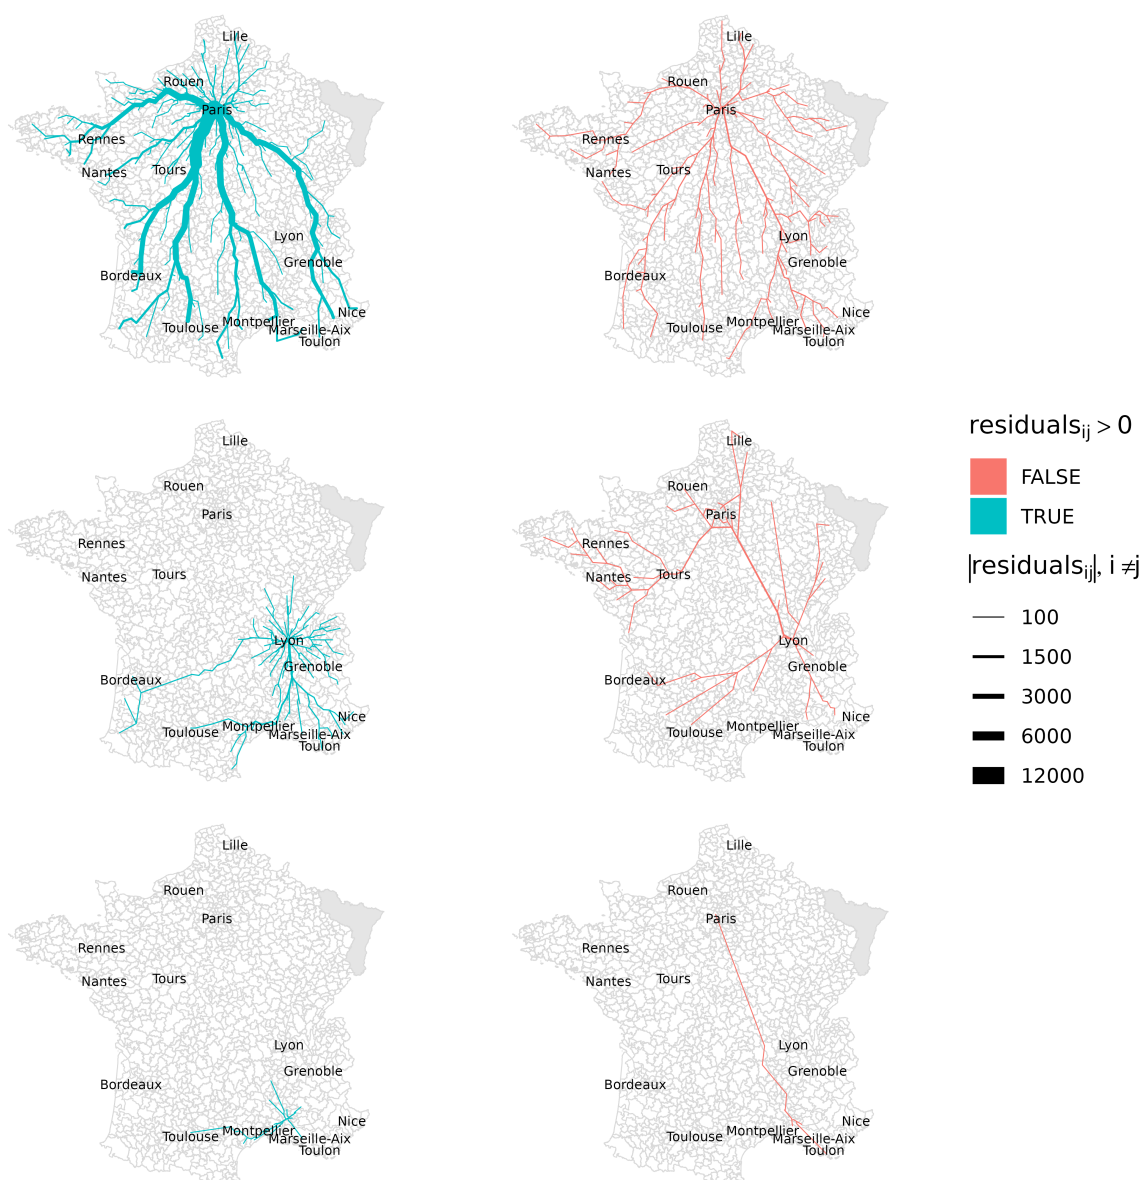 Lille
Rouen
Paris
Rennes
Tours
Nantes
Lyon
Grenoble
Bordeaux
Nice
Montpellier
Toulouse
Marseille-Aix
Toulon
Lille
Rouen
Paris
Rennes
Tours
Nantes
Lyon
Grenoble
Bordeaux
Nice
Montpellier
Toulouse
Marseille-Aix
Toulon
Lille
Rouen
Paris
Rennes
Tours
Nantes
Lyon
Grenoble
Bordeaux
Nice
Montpellier
Toulouse
Marseille-Aix
Toulon
Lille
Rouen
Paris
Rennes
Tours
Nantes
Lyon
Grenoble
Bordeaux
Nice
Montpellier
Toulouse
Marseille-Aix
Toulon
Lille
Rouen
Paris
Rennes
Tours
Nantes
Lyon
Grenoble
Bordeaux
Nice
Montpellier
Toulouse
Marseille-Aix
Toulon
Lille
Rouen
Paris
Rennes
Tours
Nantes
Lyon
Grenoble
Bordeaux
Nice
Montpellier
Toulouse
Marseille-Aix
Toulon
residuals_ij > 0
FALSE
TRUE
|residuals_ij|, i ≠ j
100
1500
3000
6000
12000